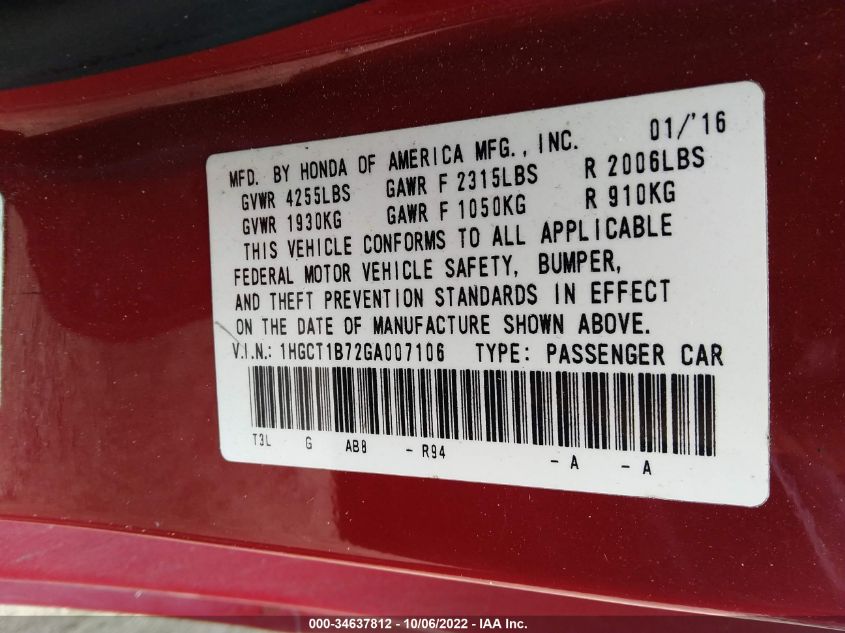 MFD. BY HONDA OF AMERICA MFG., INC. 01/'16
GVWR 4255LBS GAWR F 2315LBS R 2006LBS
GVWR 1930KG GAWR F 1050KG R 910KG
THIS VEHICLE CONFORMS TO ALL APPLICABLE
FEDERAL MOTOR VEHICLE SAFETY, BUMPER,
AND THEFT PREVENTION STANDARDS IN EFFECT
ON THE DATE OF MANUFACTURE SHOWN ABOVE.
V.I.N.: 1HGCT1B72GA007106 TYPE: PASSENGER CAR
T3L G AB8 - R94 - A - A
000-34637812 - 10/06/2022 - IAA Inc.